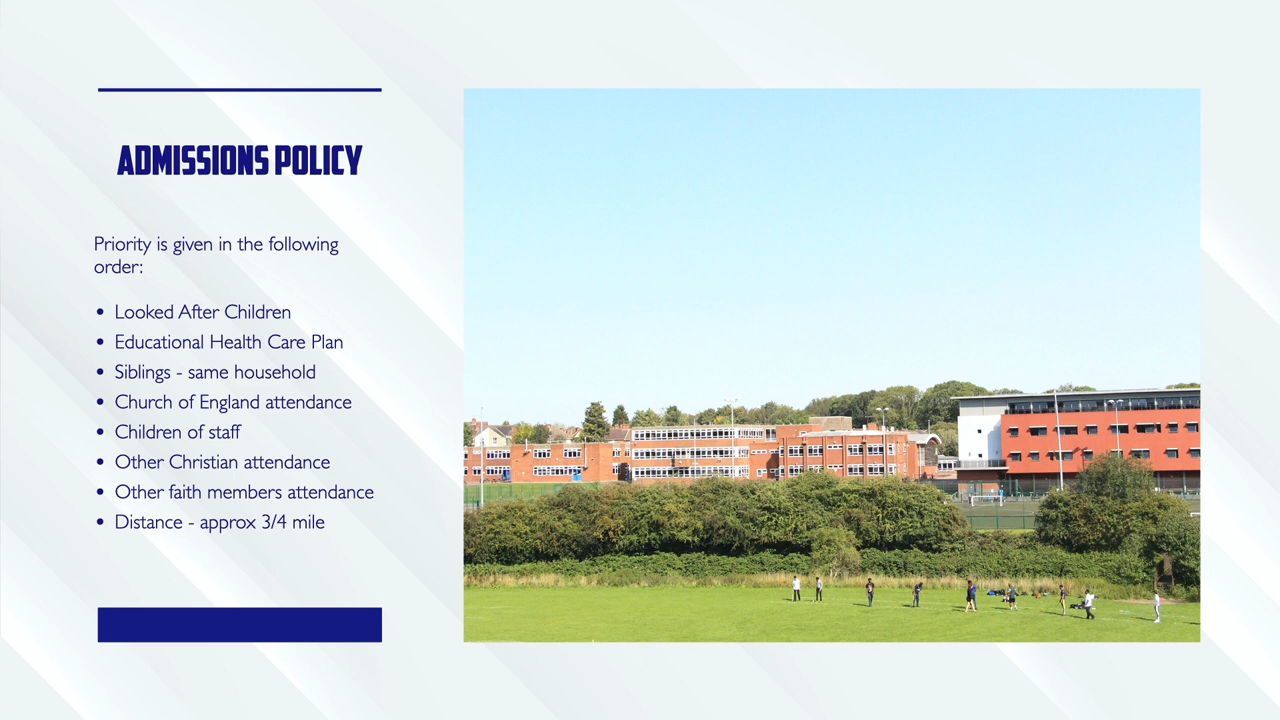 ADMISSIONS POLICY
Priority is given in the following
order:
• Looked After Children
• Educational Health Care Plan
• Siblings - same household
• Church of England attendance
• Children of staff
• Other Christian attendance
• Other faith members attendance
• Distance - approx 3/4 mile